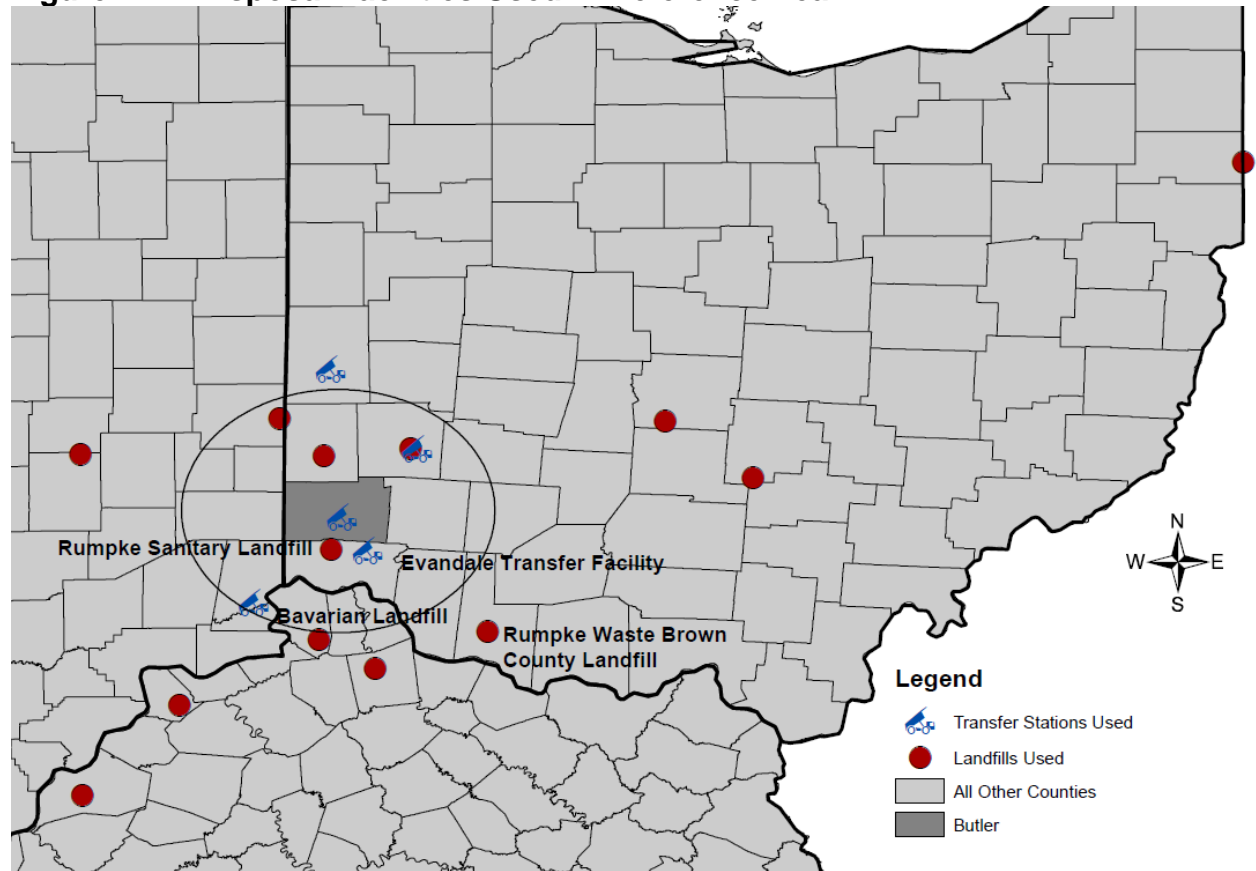 Rumpke Sanitary Landfill
Evandale Transfer Facility
Bavarian Landfill
Rumpke Waste Brown
County Landfill
N
W
E
S
Legend
Transfer Stations Used
Landfills Used
All Other Counties
Butler